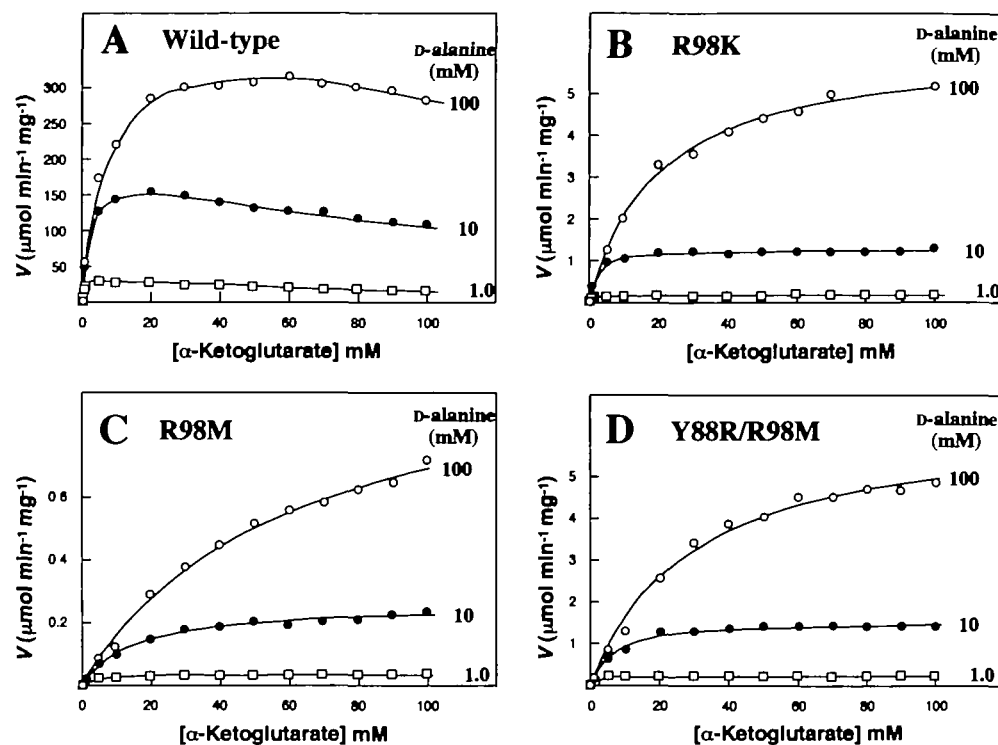 A Wild-type
D-alanine
(mM)
V (μmol min⁻¹ mg⁻¹)
300
250
200
150
100
50
0 20 40 60 80 100
100
10
1.0
[α-Ketoglutarate] mM
B R98K
D-alanine
(mM)
V (μmol min⁻¹ mg⁻¹)
5
4
3
2
1
0 20 40 60 80 100
100
10
1.0
[α-Ketoglutarate] mM
C R98M
D-alanine
(mM)
V (μmol min⁻¹ mg⁻¹)
0 6
0 4
0.2
0 20 40 60 80 100
100
10
1.0
[α-Ketoglutarate] mM
D Y88R/R98M
D-alanine
(mM)
V (μmol min⁻¹ mg⁻¹)
5
4
3
2
1
0 20 40 60 80 100
100
10
1.0
[α-Ketoglutarate] mM